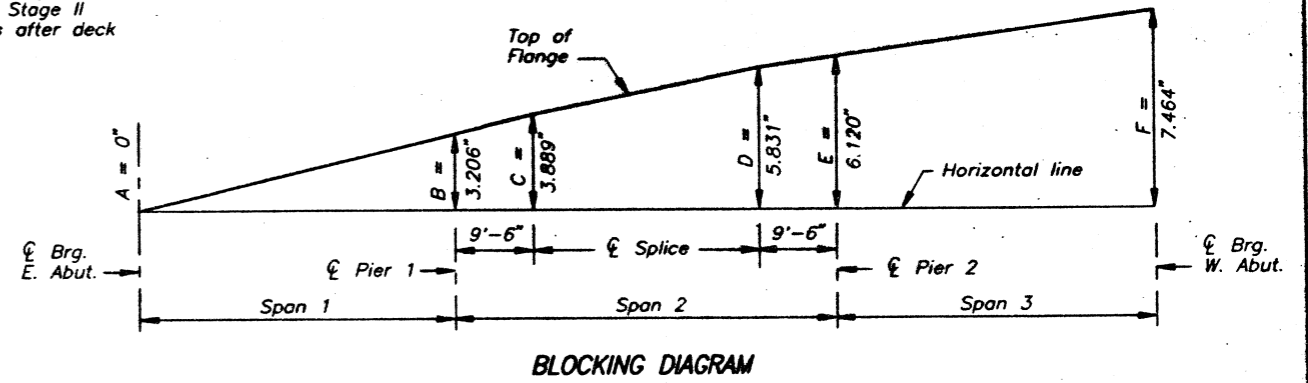 Stage II
after deck
Top of
Flange
A = 0"
B =
3.206"
C =
3.889"
D =
5.831"
E =
6.120"
F =
7.464"
Horizontal line
9'-6"
℄ Splice
9'-6"
℄ Brg.
E. Abut.
℄ Pier 1
℄ Pier 2
℄ Brg.
W. Abut.
Span 1
Span 2
Span 3
BLOCKING DIAGRAM